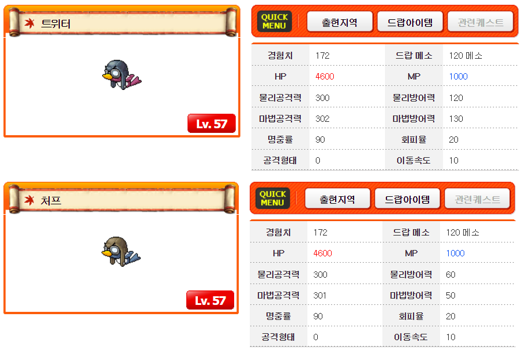 트위터
Lv. 57
QUICK MENU
출현지역 드랍아이템 관련퀘스트
경험치 172 드랍 메소 120 메소
HP 4600 MP 1000
물리공격력 300 물리방어력 120
마법공격력 302 마법방어력 130
명중률 90 회피율 20
공격형태 0 이동속도 10
처프
Lv. 57
QUICK MENU
출현지역 드랍아이템 관련퀘스트
경험치 172 드랍 메소 120 메소
HP 4600 MP 1000
물리공격력 300 물리방어력 60
마법공격력 301 마법방어력 50
명중률 90 회피율 20
공격형태 0 이동속도 10